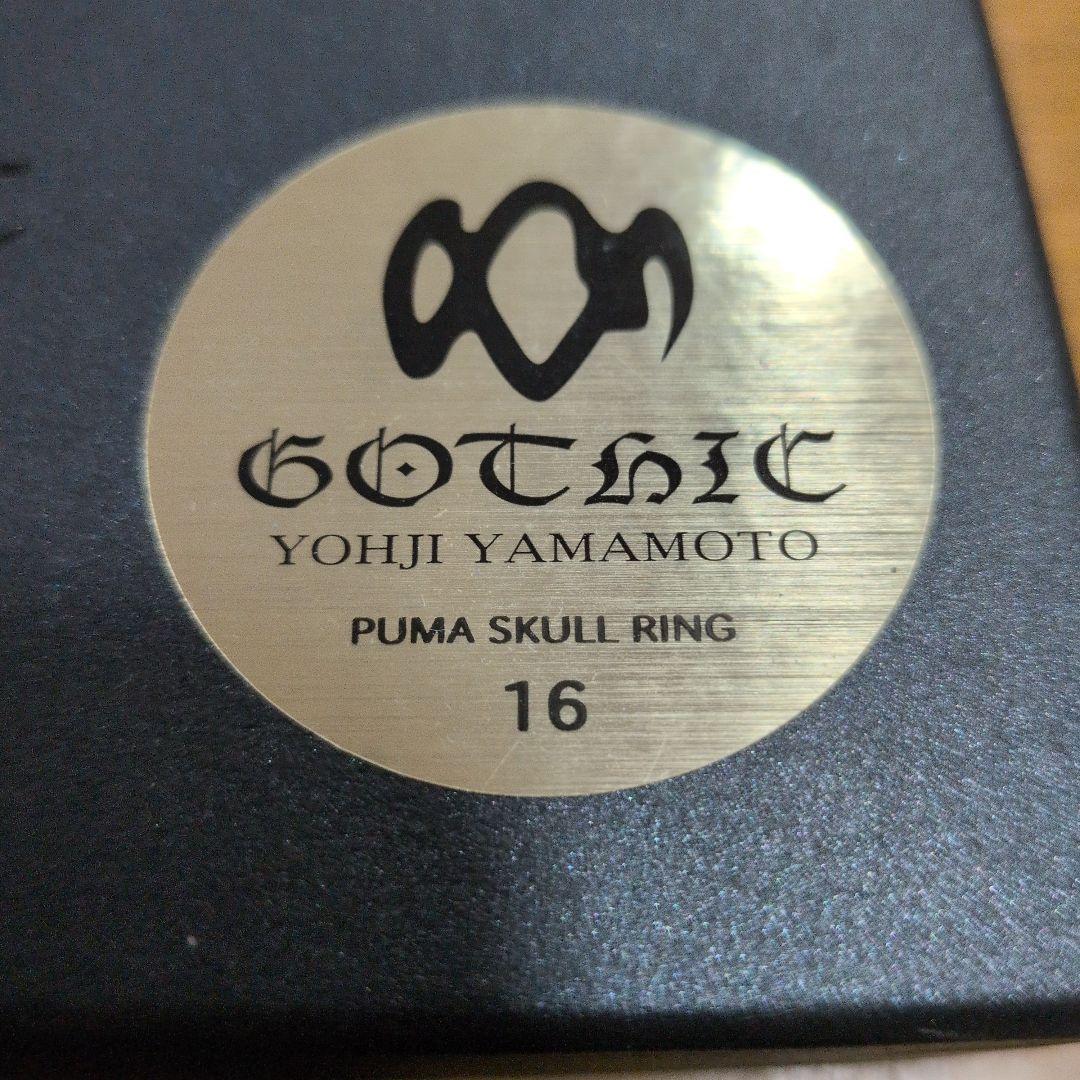 GOTHIC
YOHJI YAMAMOTO
PUMA SKULL RING
16